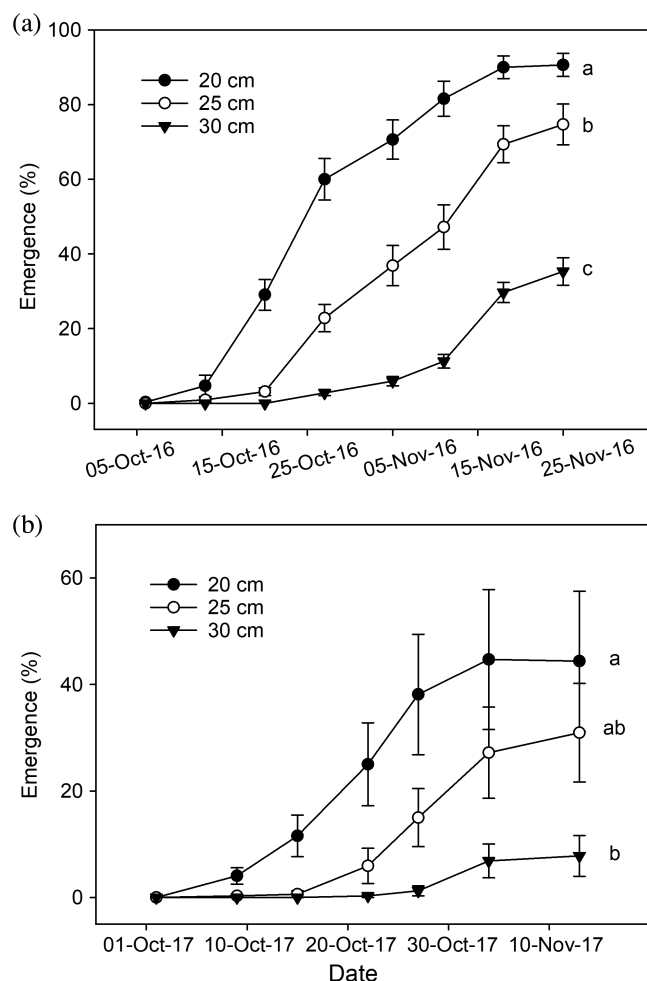 (a)
100
80
60
40
20
0
Emergence (%)
20 cm
25 cm
30 cm
a
b
c
05-Oct-16 15-Oct-16 25-Oct-16 05-Nov-16 15-Nov-16 25-Nov-16
(b)
60
40
20
0
Emergence (%)
20 cm
25 cm
30 cm
a
ab
b
01-Oct-17 10-Oct-17 20-Oct-17 30-Oct-17 10-Nov-17
Date